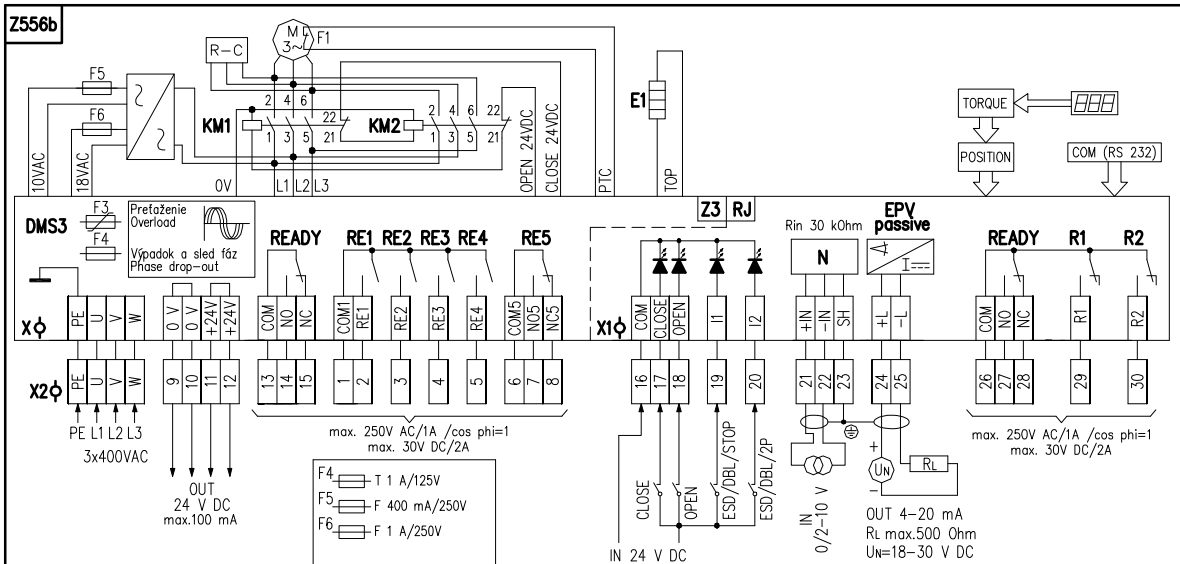 Z556b
R-C
M
3~
F1
F5
F6
2 4 6
22
KM1
1 3 5
21
KM2
2 4 6
22
1 3 5
21
E1
TORQUE
POSITION
COM (RS 232)
10VAC
18VAC
0V
L1 L2 L3
OPEN 24VDC
CLOSE 24VDC
PTC
TOP
DMS3
F3
F4
Preťaženie
Overload
Výpadok a sled fáz
Phase drop-out
READY
RE1 RE2 RE3 RE4
RE5
Z3 RJ
Rin 30 kOhm
N
EPV
passive
I
READY
R1
R2
X
PE U V W
0 V 0 V +24V +24V
COM NO NC
COM1 RE1 RE2 RE3 RE4
COM5 NO5 NC5
X1
COM CLOSE OPEN I1 I2
+IN -IN SH
+L -L
COM NO NC R1 R2
X2
PE U V W
9 10 11 12
13 14 15
1 2 3 4 5
6 7 8
16 17 18 19 20
21 22 23
24 25
26 27 28 29 30
PE L1 L2 L3
3x400VAC
OUT
24 V DC
max.100 mA
max. 250V AC/1A /cos phi=1
max. 30V DC/2A
F4 T 1 A/125V
F5 F 400 mA/250V
F6 F 1 A/250V
CLOSE
OPEN
ESD/DBL/STOP
ESD/DBL/2P
IN 24 V DC
IN
0/2-10 V
+
UN
-
RL
OUT 4-20 mA
RL max.500 Ohm
UN=18-30 V DC
max. 250V AC/1A /cos phi=1
max. 30V DC/2A